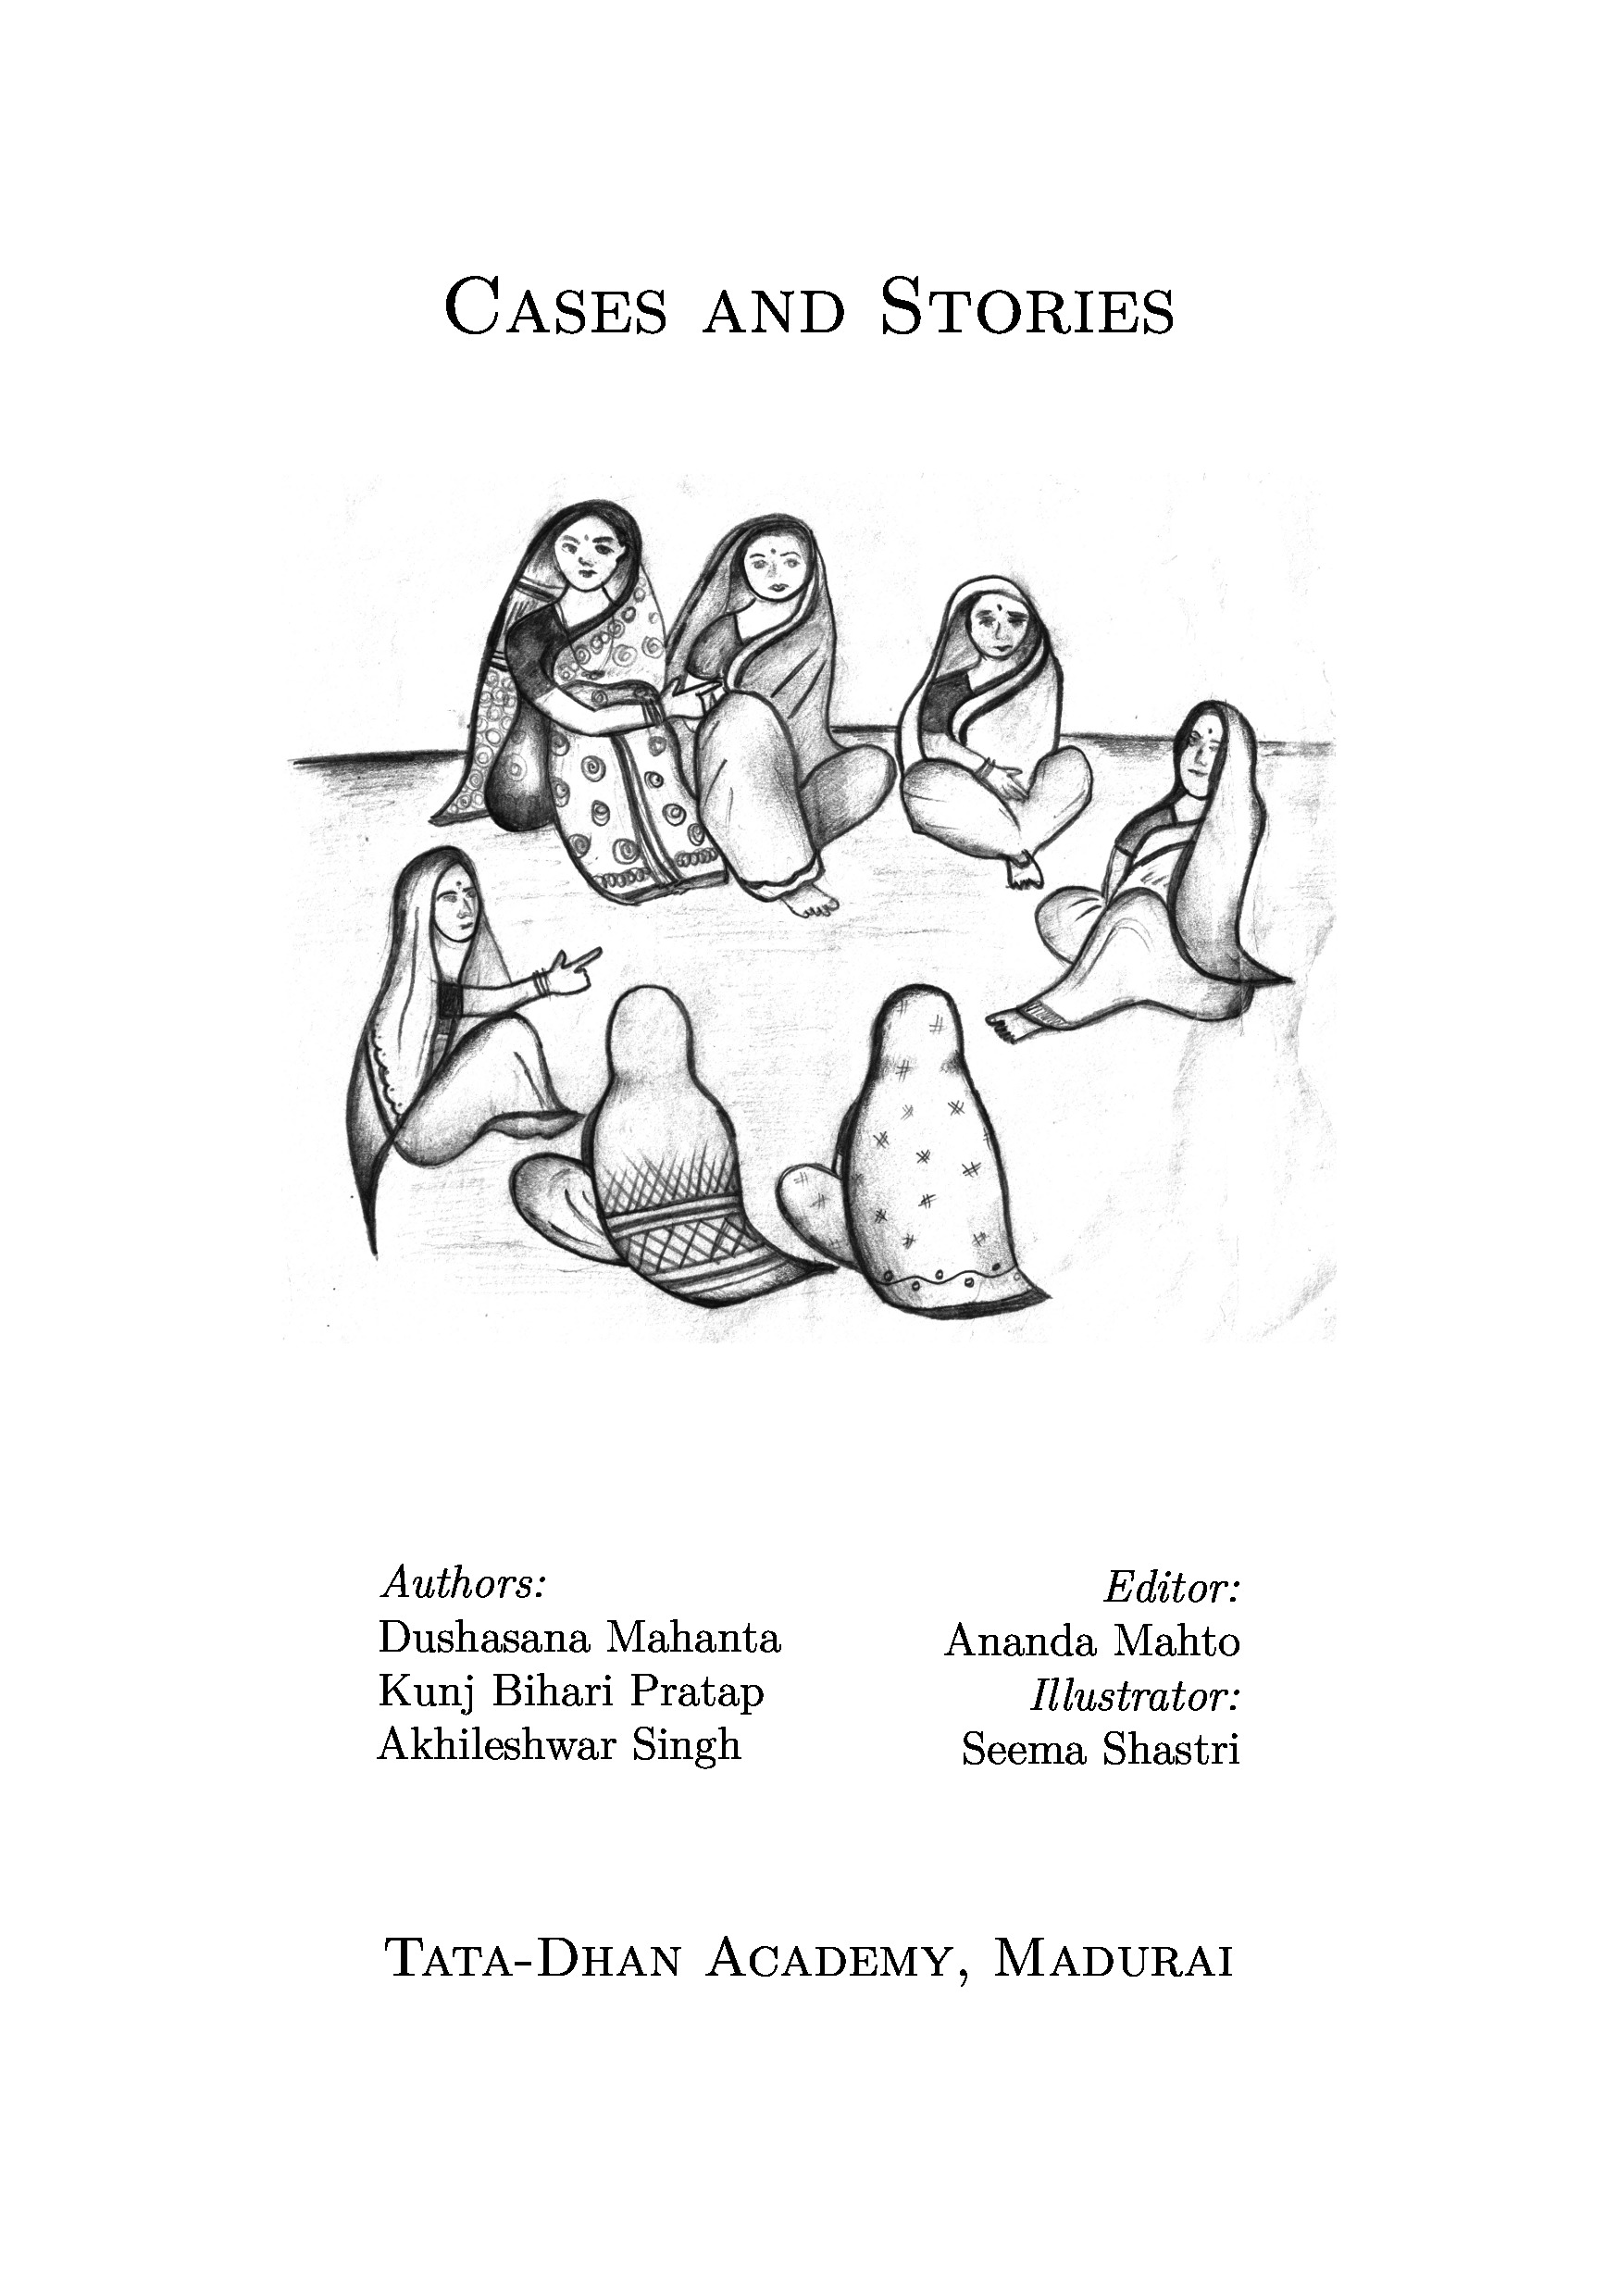 Cases and Stories
Authors:
Dushasana Mahanta
Kunj Bihari Pratap
Akhileshwar Singh
Editor:
Ananda Mahto
Illustrator:
Seema Shastri
Tata-Dhan Academy, Madurai